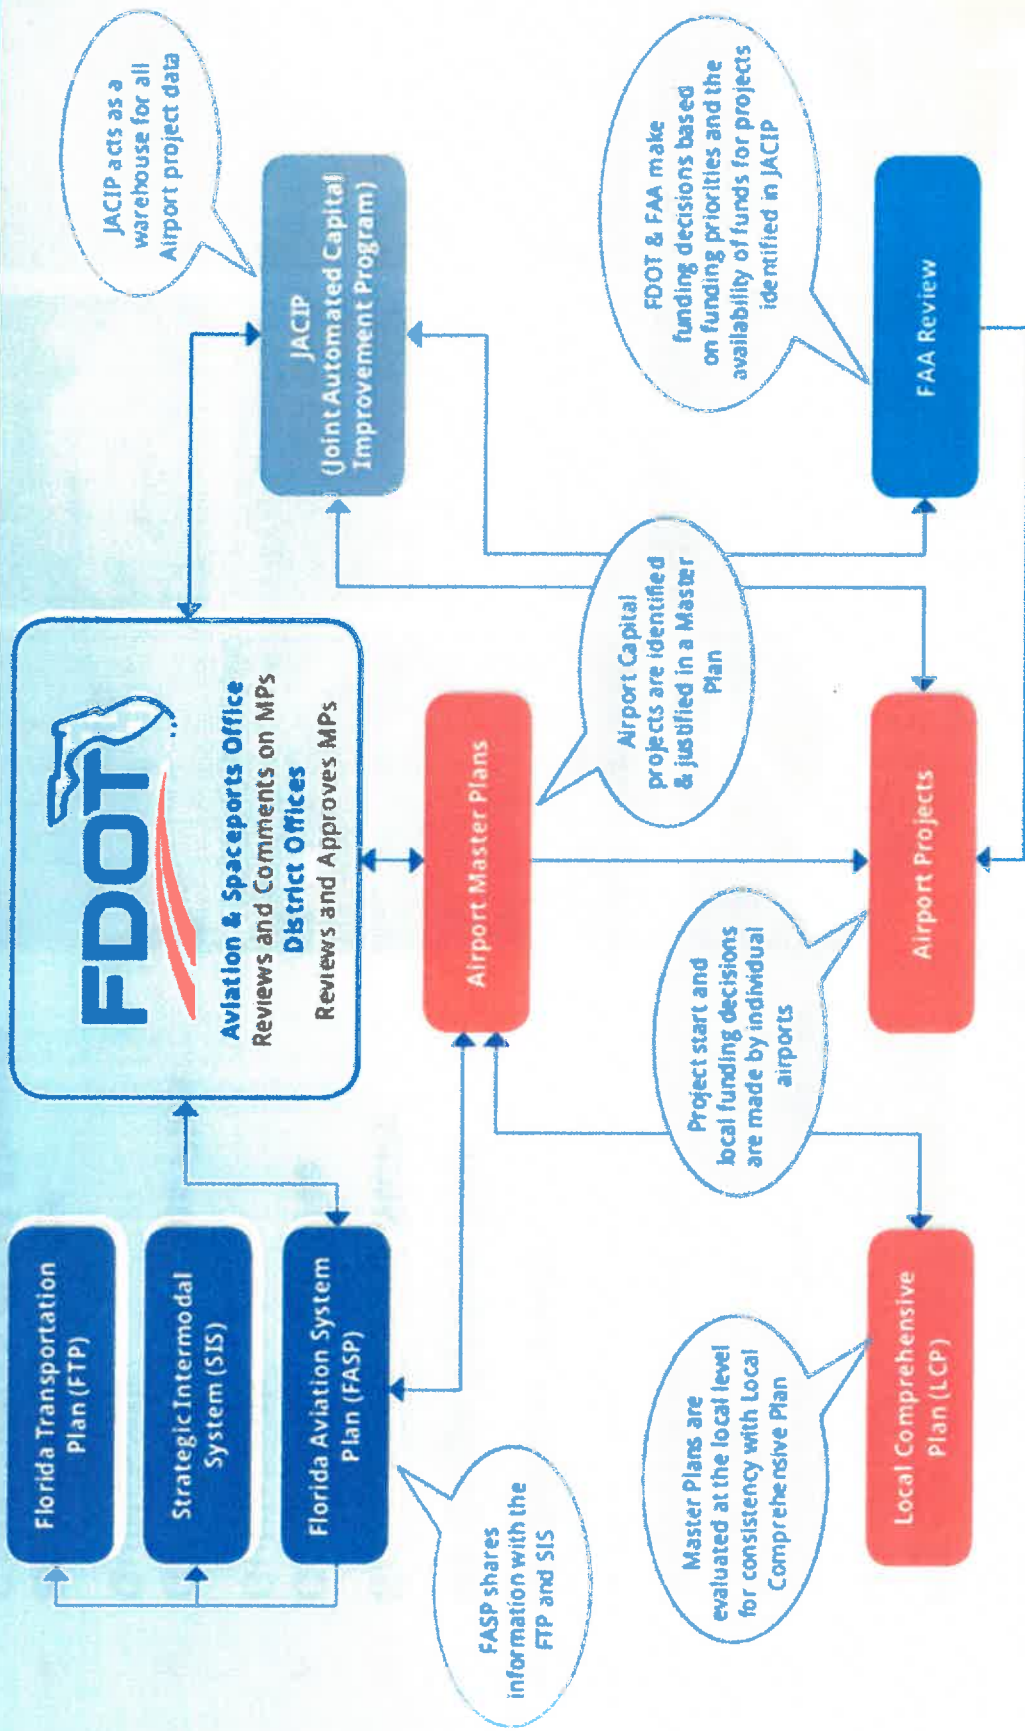 Florida Transportation
Plan (FTP)
Strategic Intermodal
System (SIS)
Florida Aviation System
Plan (FASP)
FASP shares
information with the
FTP and SIS
FDOT
Aviation & Spaceports Office
Reviews and Comments on MPs
District Offices
Reviews and Approves MPs
JACIP acts as a
warehouse for all
Airport project data
JACIP
(Joint Automated Capital
Improvement Program)
Airport Master Plans
Airport Capital
projects are identified
& justified in a Master
Plan
Master Plans are
evaluated at the local level
for consistency with Local
Comprehensive Plan
Local Comprehensive
Plan (LCP)
Project start and
local funding decisions
are made by individual
airports
Airport Projects
FDOT & FAA make
funding decisions based
on funding priorities and the
availability of funds for projects
identified in JACIP
FAA Review